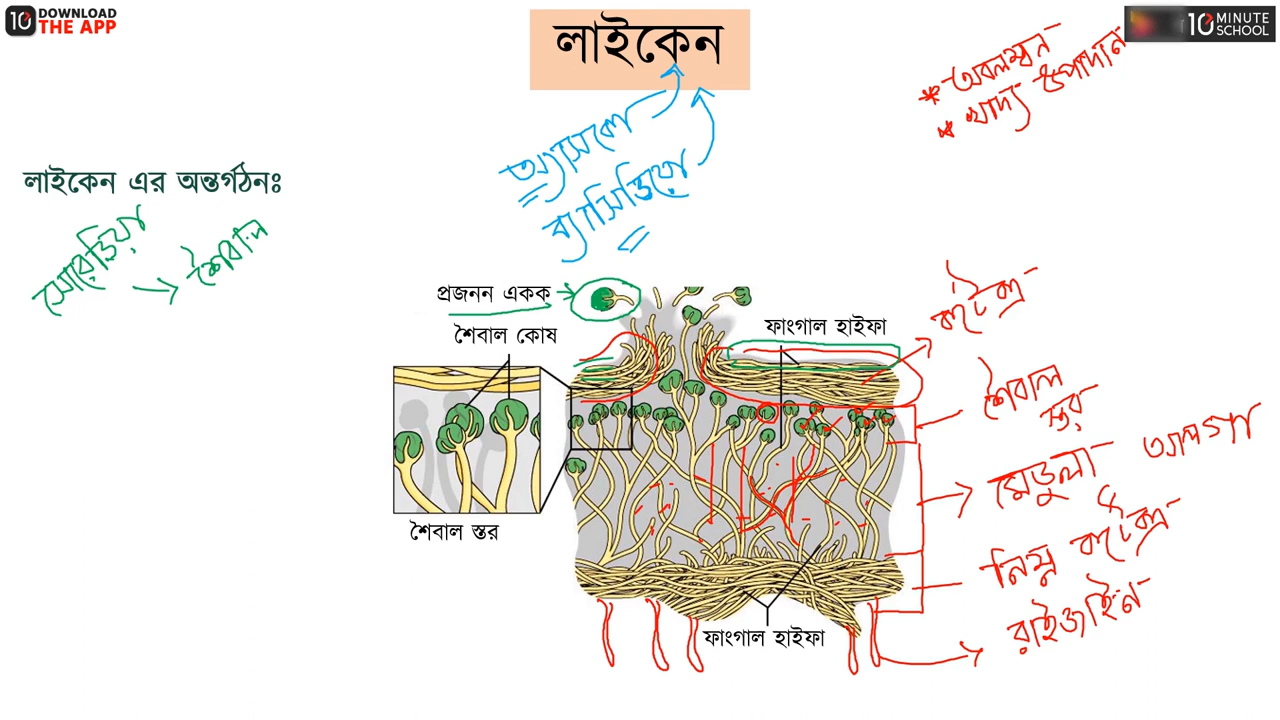 DOWNLOAD
THE APP
লাইকেন
10 MINUTE
SCHOOL
* অবলম্বন
* খাদ্য উপাদান
অ্যাসকো
ব্যাসিডিও
লাইকেন এর অন্তর্গঠনঃ
সোরেডিয়া → শৈবাল
প্রজনন একক
শৈবাল কোষ
ফাংগাল হাইফা
কর্টেক্স
শৈবাল
স্তর
মেডুলা
আলগা
শৈবাল স্তর
নিম্ন কর্টেক্স
ফাংগাল হাইফা
রাইজাইন